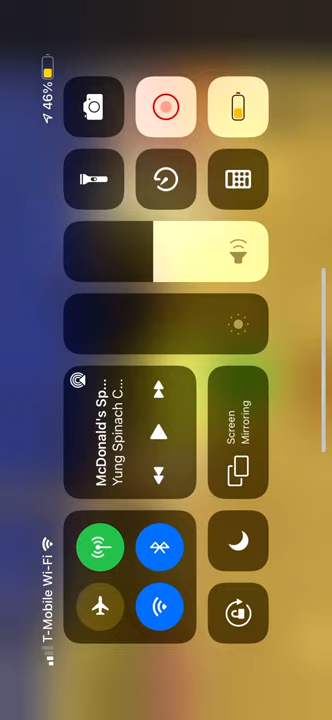 T-Mobile Wi-Fi
46%
McDonald's Sp...
Yung Spinach C...
Screen
Mirroring